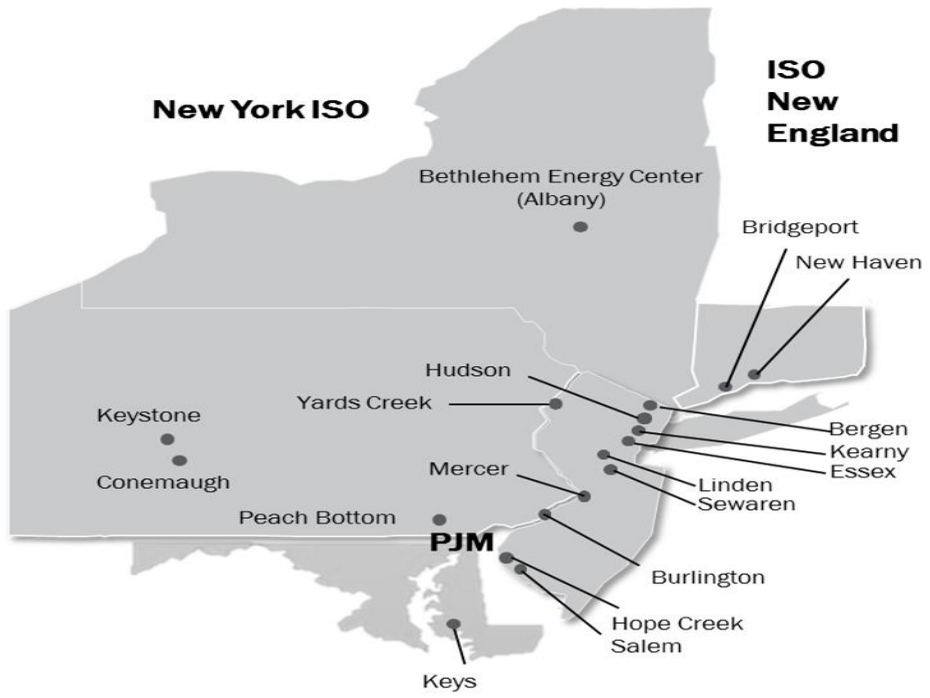 New York ISO
ISO
New
England
Bethlehem Energy Center
(Albany)
Bridgeport
New Haven
Hudson
Yards Creek
Keystone
Conemaugh
Bergen
Kearny
Essex
Mercer
Linden
Sewaren
Peach Bottom
PJM
Burlington
Hope Creek
Salem
Keys